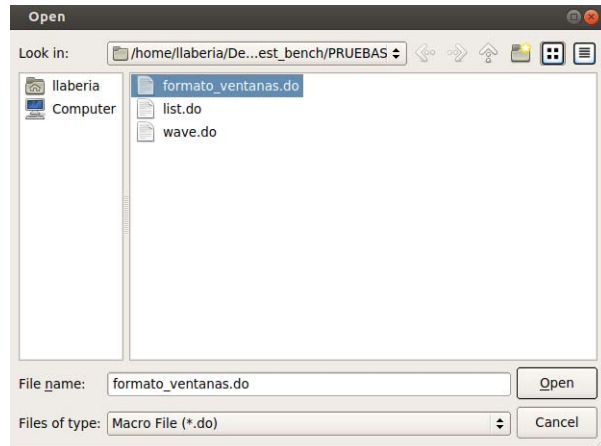 Open
Look in: /home/llaberia/De...est_bench/PRUEBAS
llaberia
Computer
formato_ventanas.do
list.do
wave.do
File name: formato_ventanas.do
Open
Files of type: Macro File (*.do)
Cancel